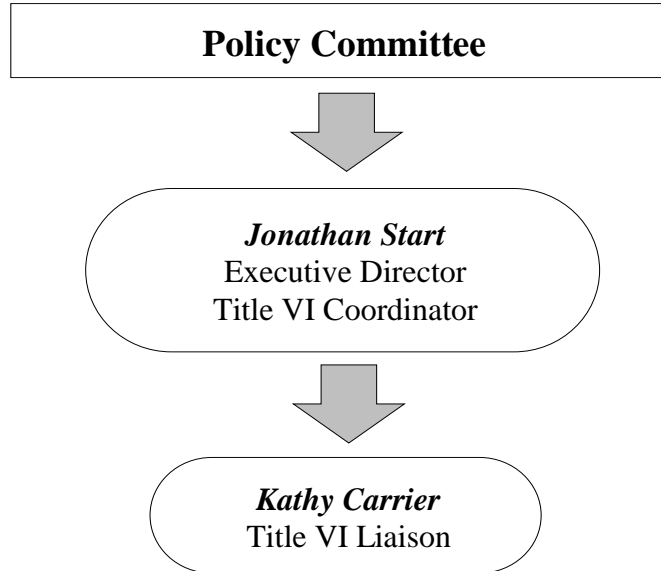 Policy Committee
Jonathan Start
Executive Director
Title VI Coordinator
Kathy Carrier
Title VI Liaison